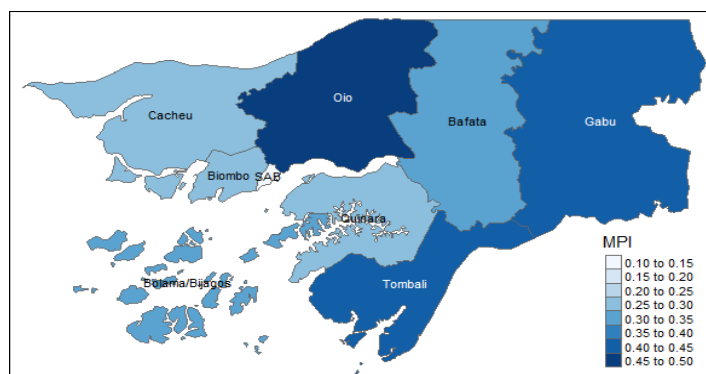 Oio
Cacheu
Bafata
Gabu
Biombo
SAB
Quinara
Bolama/Bijagos
Tombali
MPI
0.10 to 0.15
0.15 to 0.20
0.20 to 0.25
0.25 to 0.30
0.30 to 0.35
0.35 to 0.40
0.40 to 0.45
0.45 to 0.50